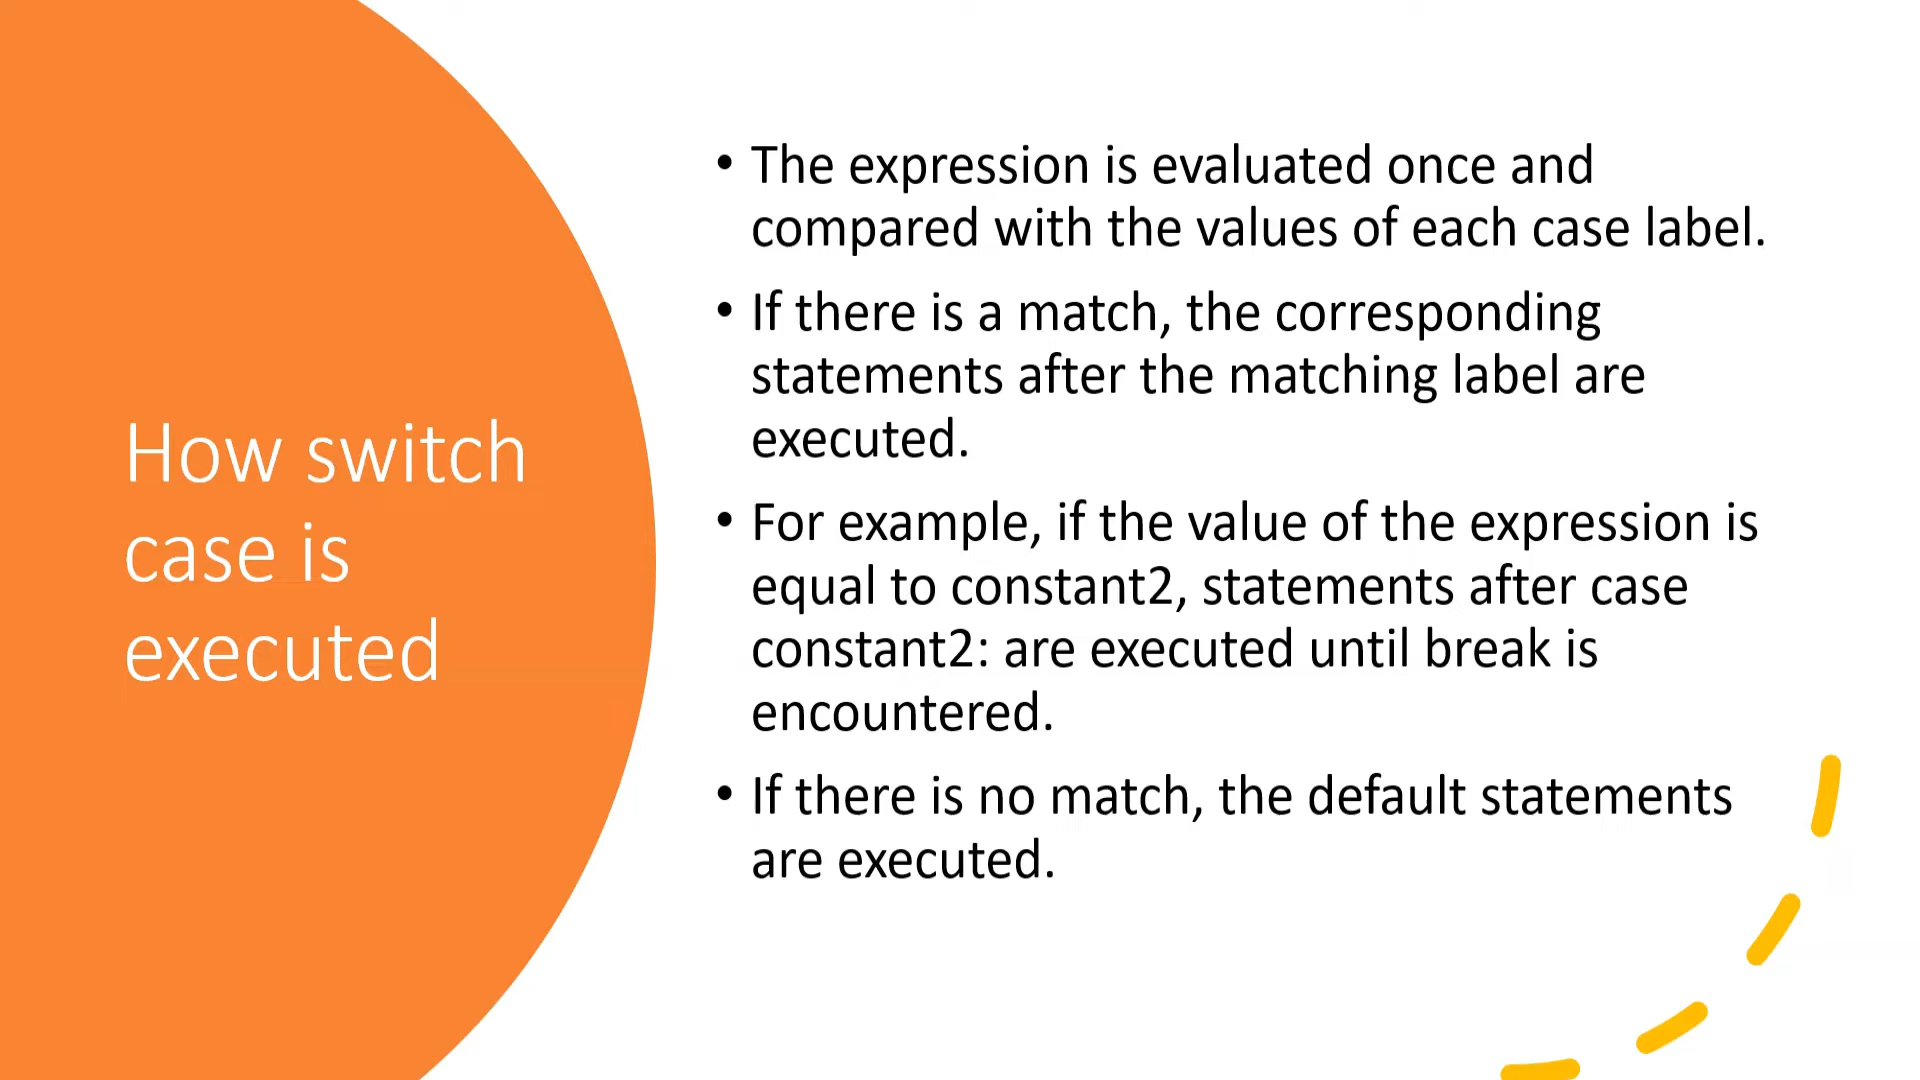 How switch
case is
executed
• The expression is evaluated once and
compared with the values of each case label.
• If there is a match, the corresponding
statements after the matching label are
executed.
• For example, if the value of the expression is
equal to constant2, statements after case
constant2: are executed until break is
encountered.
• If there is no match, the default statements
are executed.